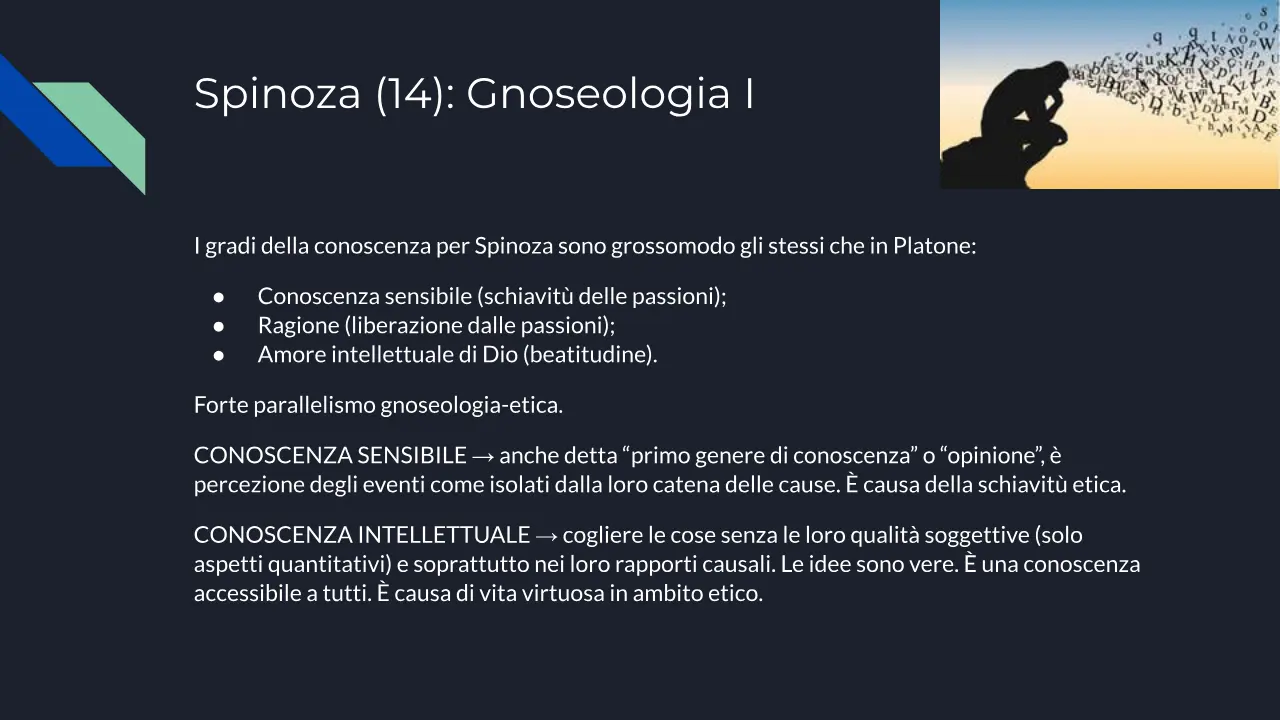 Spinoza (14): Gnoseologia I
I gradi della conoscenza per Spinoza sono grossomodo gli stessi che in Platone:
● Conoscenza sensibile (schiavitù delle passioni);
● Ragione (liberazione dalle passioni);
● Amore intellettuale di Dio (beatitudine).
Forte parallelismo gnoseologia-etica.
CONOSCENZA SENSIBILE → anche detta “primo genere di conoscenza” o “opinione”, è
percezione degli eventi come isolati dalla loro catena delle cause. È causa della schiavitù etica.
CONOSCENZA INTELLETTUALE → cogliere le cose senza le loro qualità soggettive (solo
aspetti quantitativi) e soprattutto nei loro rapporti causali. Le idee sono vere. È una conoscenza
accessibile a tutti. È causa di vita virtuosa in ambito etico.